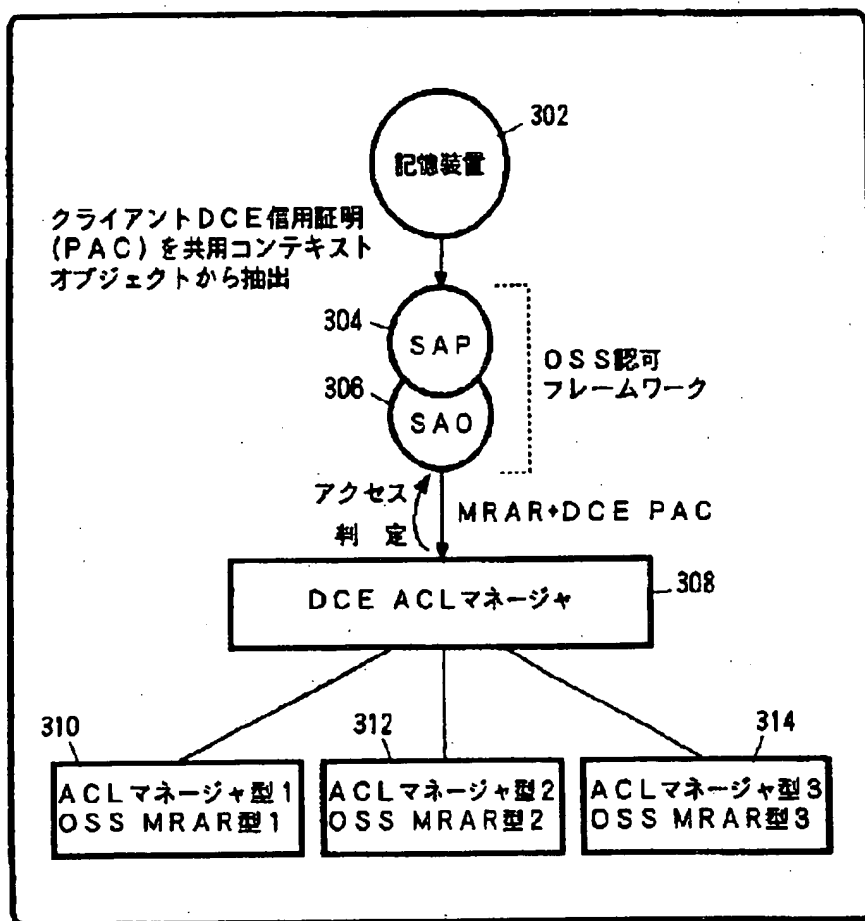 302
記憶装置
クライアントDCE信用証明
(PAC)を共用コンテキスト
オブジェクトから抽出
304
SAP
306
SAO
OSS認可
フレームワーク
アクセス
判定
MRAR+DCE PAC
DCE ACLマネージャ
308
310
312
314
ACLマネージャ型1
OSS MRAR型1
ACLマネージャ型2
OSS MRAR型2
ACLマネージャ型3
OSS MRAR型3